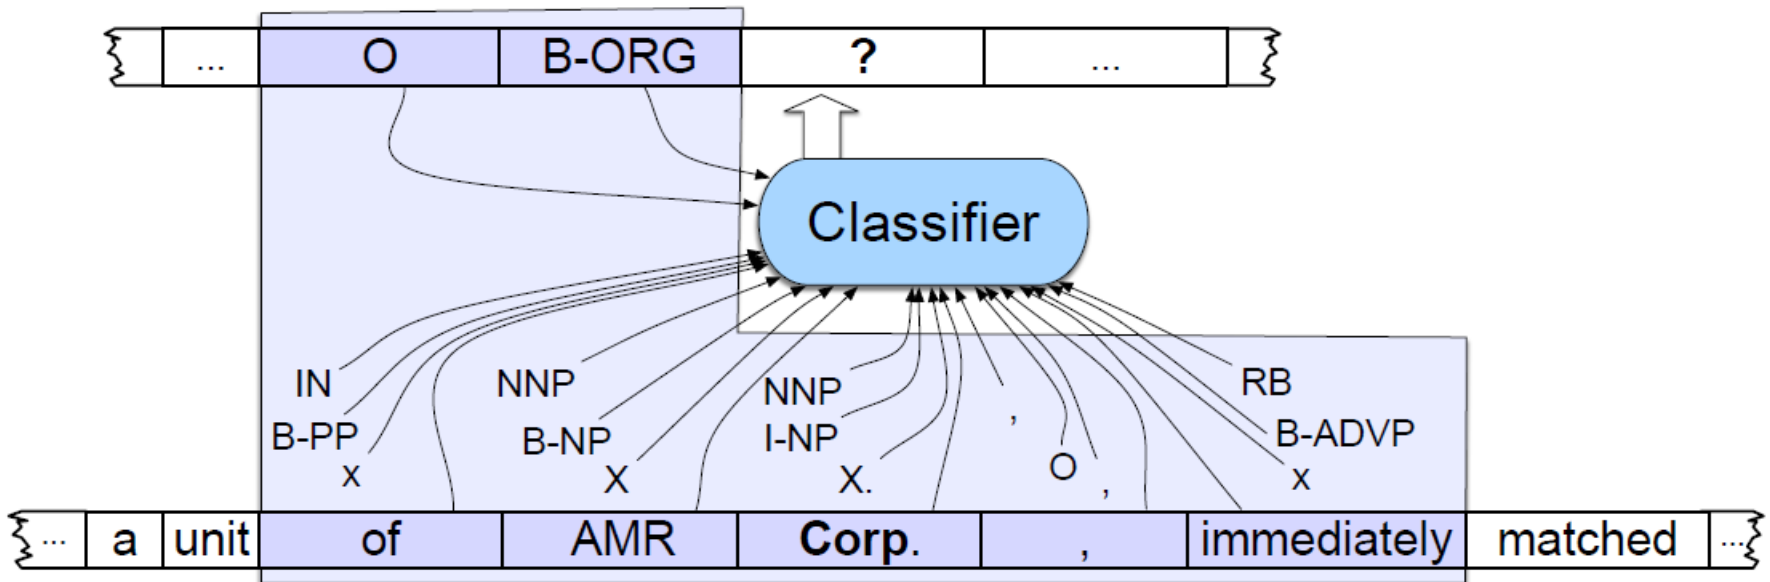 ... O B-ORG ? ...
Classifier
IN NNP NNP , RB
B-PP B-NP I-NP O B-ADVP
x X X. , x
... a unit of AMR Corp. , immediately matched ...